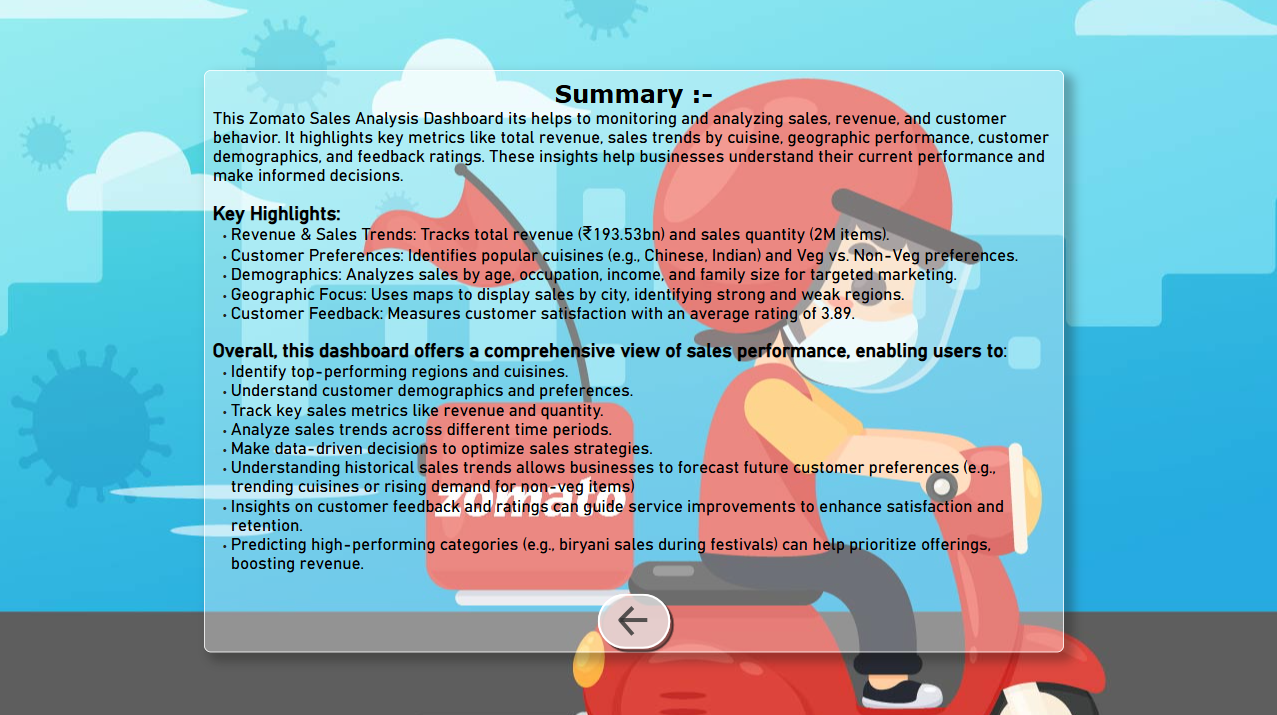 Summary :-
This Zomato Sales Analysis Dashboard its helps to monitoring and analyzing sales, revenue, and customer
behavior. It highlights key metrics like total revenue, sales trends by cuisine, geographic performance, customer
demographics, and feedback ratings. These insights help businesses understand their current performance and
make informed decisions.
Key Highlights:
• Revenue & Sales Trends: Tracks total revenue (₹193.53bn) and sales quantity (2M items).
• Customer Preferences: Identifies popular cuisines (e.g., Chinese, Indian) and Veg vs. Non-Veg preferences.
• Demographics: Analyzes sales by age, occupation, income, and family size for targeted marketing.
• Geographic Focus: Uses maps to display sales by city, identifying strong and weak regions.
• Customer Feedback: Measures customer satisfaction with an average rating of 3.89.
Overall, this dashboard offers a comprehensive view of sales performance, enabling users to:
• Identify top-performing regions and cuisines.
• Understand customer demographics and preferences.
• Track key sales metrics like revenue and quantity.
• Analyze sales trends across different time periods.
• Make data-driven decisions to optimize sales strategies.
• Understanding historical sales trends allows businesses to forecast future customer preferences (e.g.,
trending cuisines or rising demand for non-veg items)
zomato
• Insights on customer feedback and ratings can guide service improvements to enhance satisfaction and
retention.
• Predicting high-performing categories (e.g., biryani sales during festivals) can help prioritize offerings,
boosting revenue.